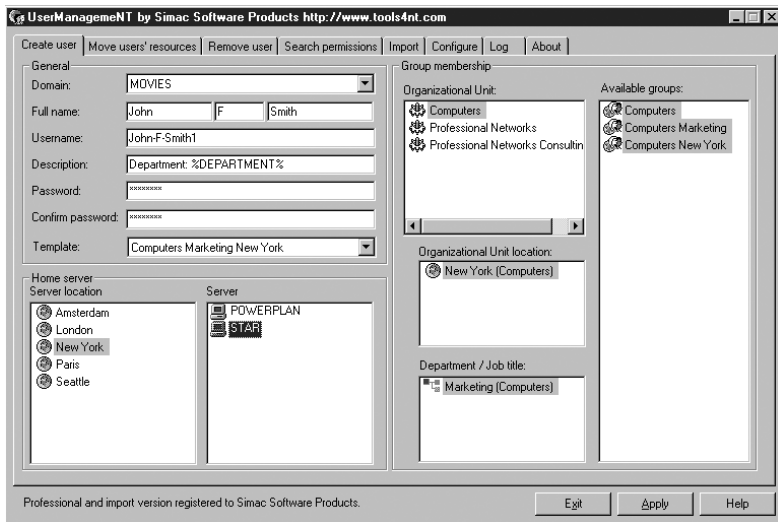 UserManagemeNT by Simac Software Products http://www.tools4nt.com
Create user Move users' resources Remove user Search permissions Import Configure Log About
General
Domain: MOVIES
Full name: John F Smith
Username: John-F-Smith1
Description: Department: %DEPARTMENT%
Password: xxxxxxxx
Confirm password: xxxxxxxx
Template: Computers Marketing New York
Home server
Server location
Amsterdam
London
New York
Paris
Seattle
Server
POWERPLAN
STAR
Group membership
Organizational Unit:
Computers
Professional Networks
Professional Networks Consultin
Organizational Unit location:
New York (Computers)
Department / Job title:
Marketing (Computers)
Available groups:
Computers
Computers Marketing
Computers New York
Professional and import version registered to Simac Software Products.
Exit Apply Help